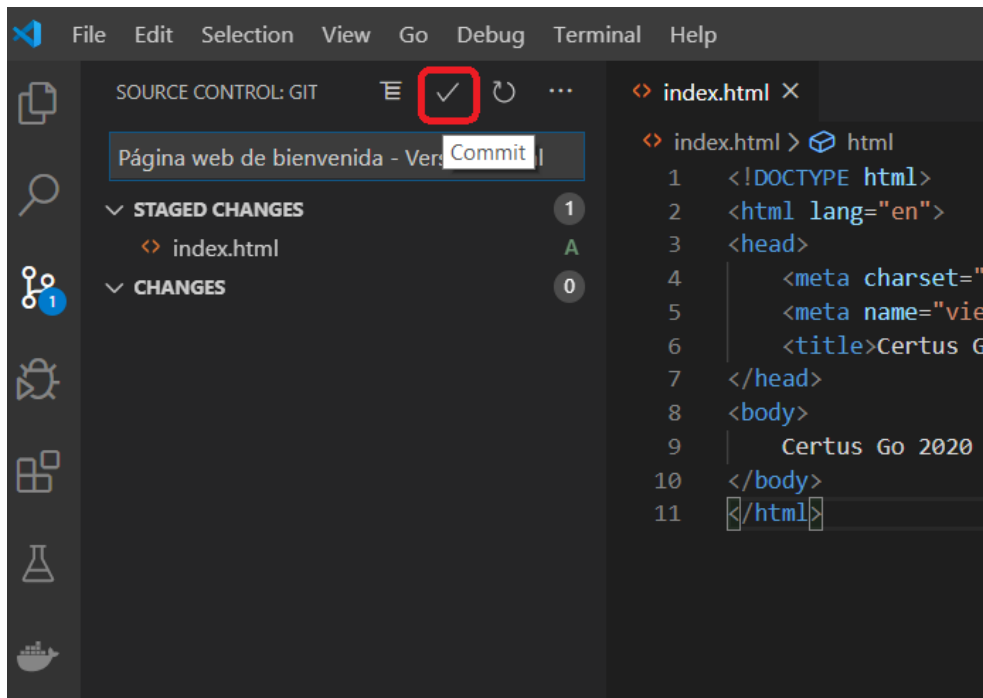 File Edit Selection View Go Debug Terminal Help
SOURCE CONTROL: GIT
Página web de bienvenida -
Commit
STAGED CHANGES 1
index.html A
CHANGES 0
1
index.html
index.html > html
1 <!DOCTYPE html>
2 <html lang="en">
3 <head>
4 <meta charset="
5 <meta name="vie
6 <title>Certus G
7 </head>
8 <body>
9 Certus Go 2020
10 </body>
11 </html>